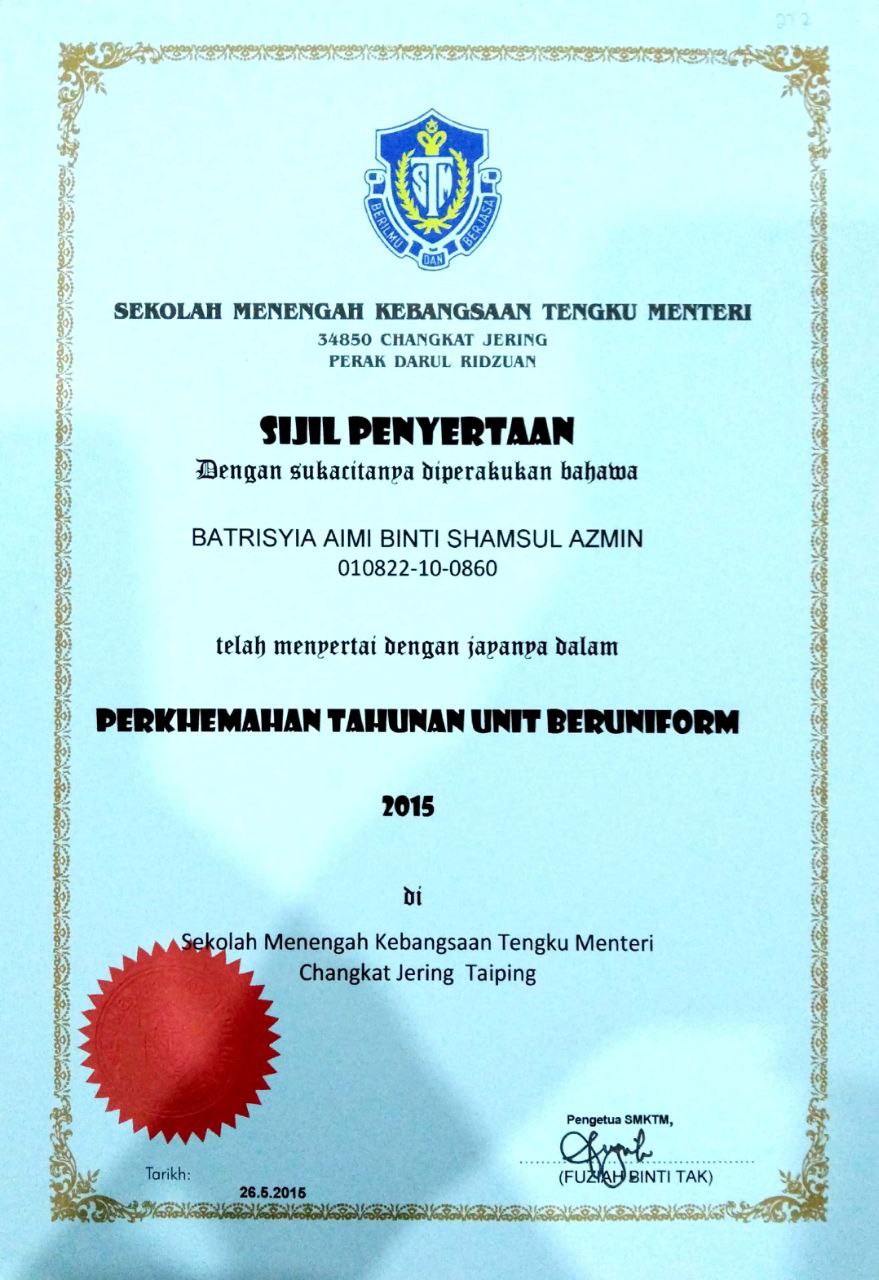 272
STM
BERILMU DAN BERJASA
SEKOLAH MENENGAH KEBANGSAAN TENGKU MENTERI
34850 CHANGKAT JERING
PERAK DARUL RIDZUAN
SIJIL PENYERTAAN
Dengan sukacitanya diperakukan bahawa
BATRISYIA AIMI BINTI SHAMSUL AZMIN
010822-10-0860
telah menyertai dengan jayanya dalam
PERKHEMAHAN TAHUNAN UNIT BERUNIFORM
2015
di
Sekolah Menengah Kebangsaan Tengku Menteri
Changkat Jering Taiping
Pengetua SMKTM,
(FUZIAH BINTI TAK)
Tarikh:
26.5.2015